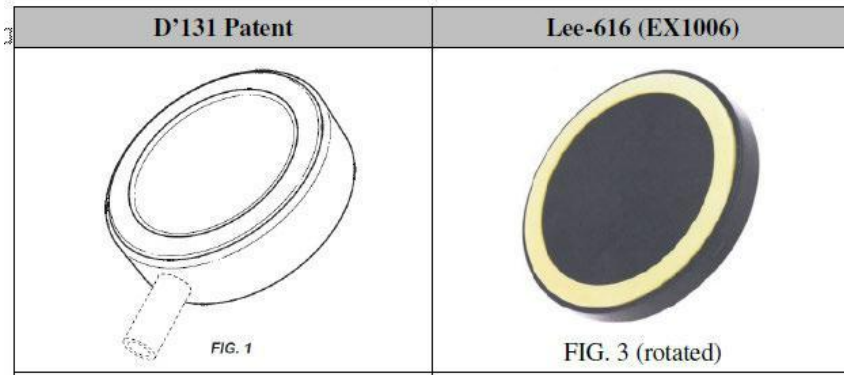 D’131 Patent
Lee-616 (EX1006)
FIG. 1
FIG. 3 (rotated)